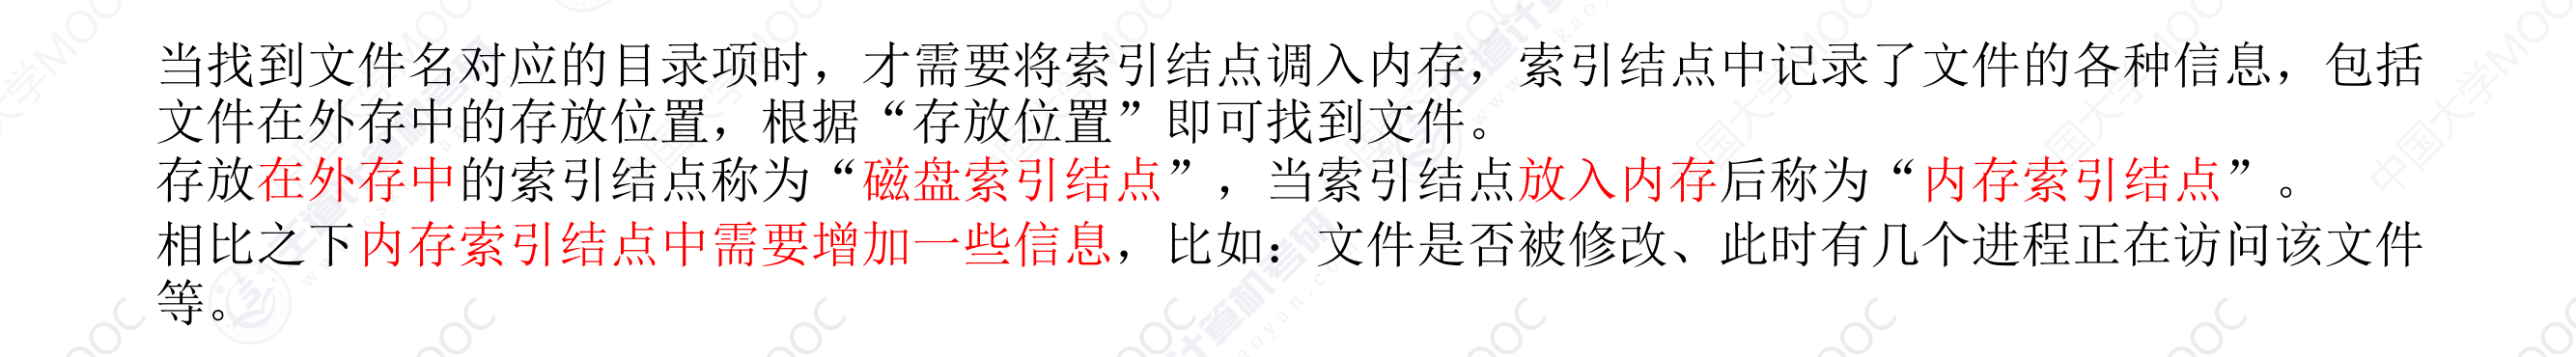 当找到文件名对应的目录项时，才需要将索引结点调入内存，索引结点中记录了文件的各种信息，包括
文件在外存中的存放位置，根据“存放位置”即可找到文件。
存放在外存中的索引结点称为“磁盘索引结点”，当索引结点放入内存后称为“内存索引结点”。
相比之下内存索引结点中需要增加一些信息，比如：文件是否被修改、此时有几个进程正在访问该文件
等。